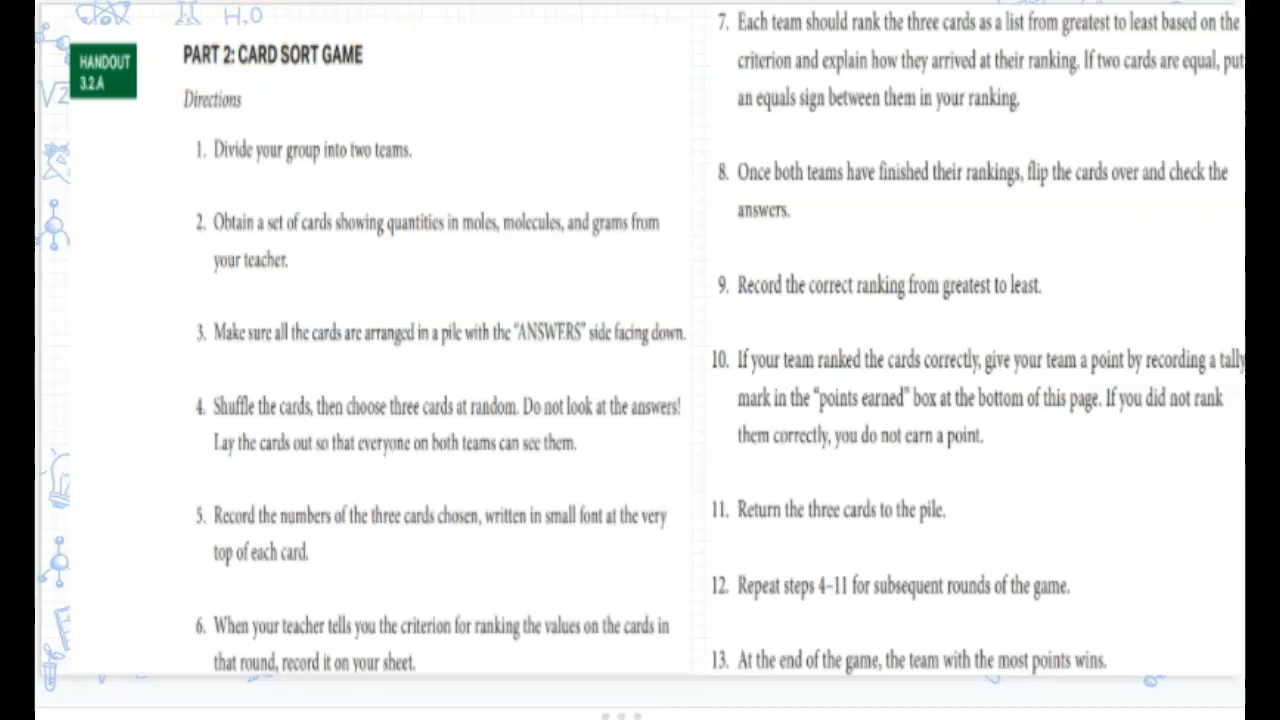 H₂O
HANDOUT
3.2.A
PART 2: CARD SORT GAME
Directions
1. Divide your group into two teams.
2. Obtain a set of cards showing quantities in moles, molecules, and grams from
your teacher.
3. Make sure all the cards are arranged in a pile with the "ANSWERS" side facing down.
4. Shuffle the cards, then choose three cards at random. Do not look at the answers!
Lay the cards out so that everyone on both teams can see them.
5. Record the numbers of the three cards chosen, written in small font at the very
top of each card.
6. When your teacher tells you the criterion for ranking the values on the cards in
that round, record it on your sheet.
7. Each team should rank the three cards as a list from greatest to least based on the
criterion and explain how they arrived at their ranking. If two cards are equal, put
an equals sign between them in your ranking.
8. Once both teams have finished their rankings, flip the cards over and check the
answers.
9. Record the correct ranking from greatest to least.
10. If your team ranked the cards correctly, give your team a point by recording a tally
mark in the "points earned" box at the bottom of this page. If you did not rank
them correctly, you do not earn a point.
11. Return the three cards to the pile.
12. Repeat steps 4–11 for subsequent rounds of the game.
13. At the end of the game, the team with the most points wins.